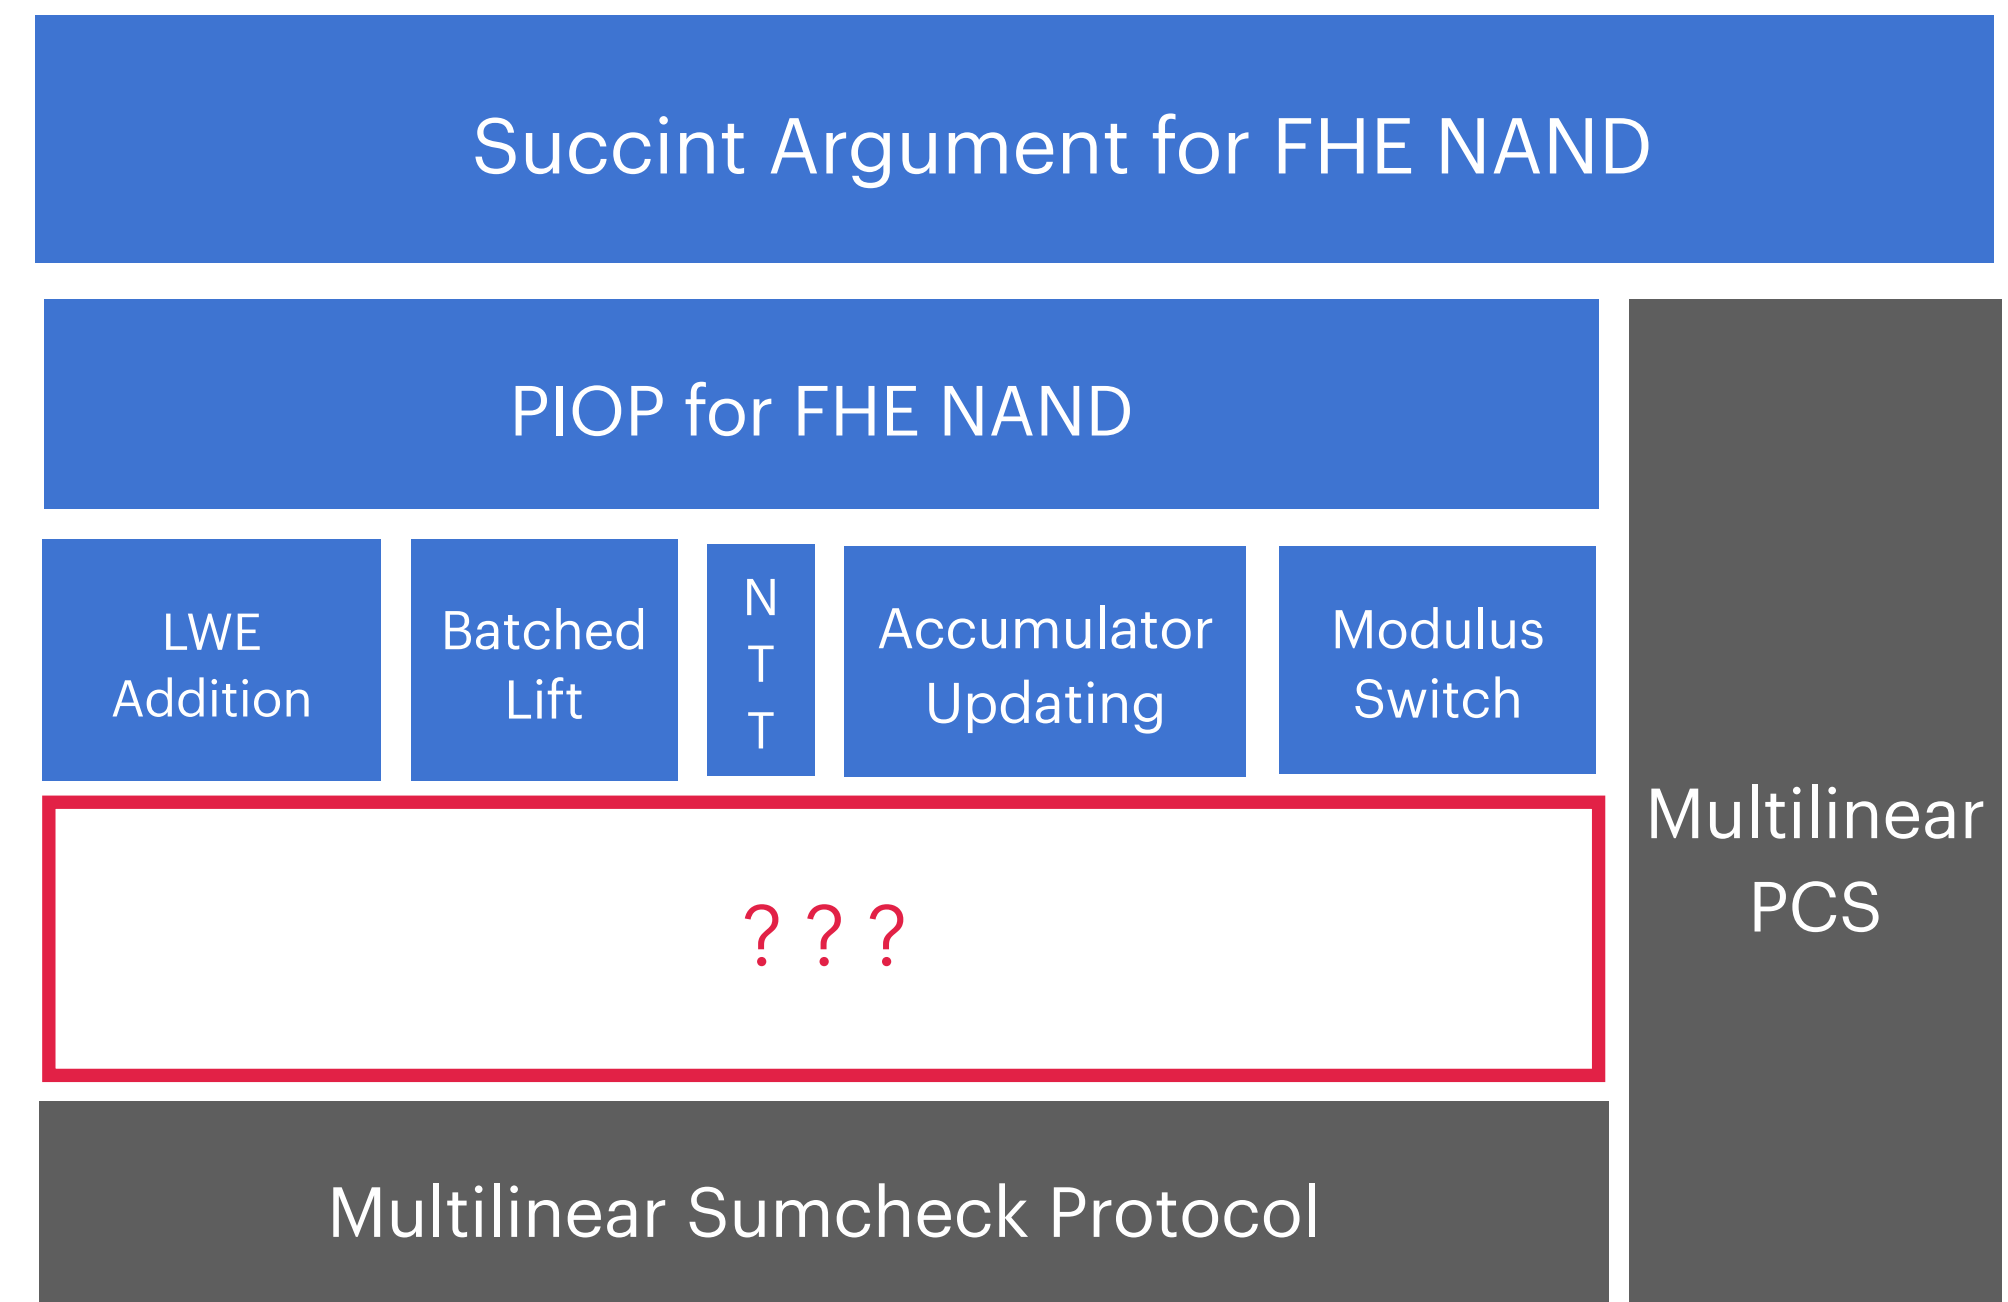 Succint Argument for FHE NAND
PIOP for FHE NAND
LWE
Addition
Batched
Lift
N
T
T
Accumulator
Updating
Modulus
Switch
Multilinear
PCS
? ? ?
Multilinear Sumcheck Protocol